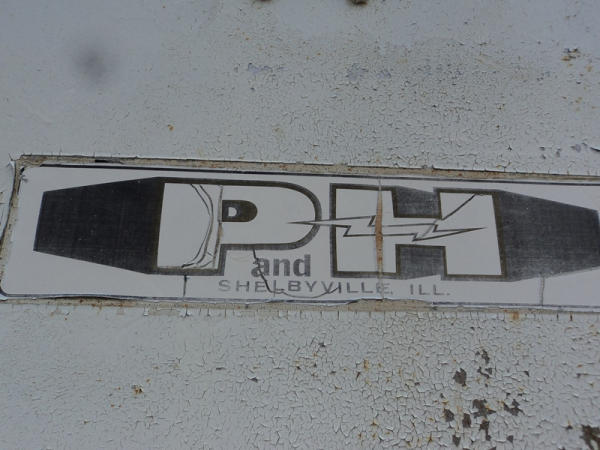 P and H
SHELBYVILLE, ILL.